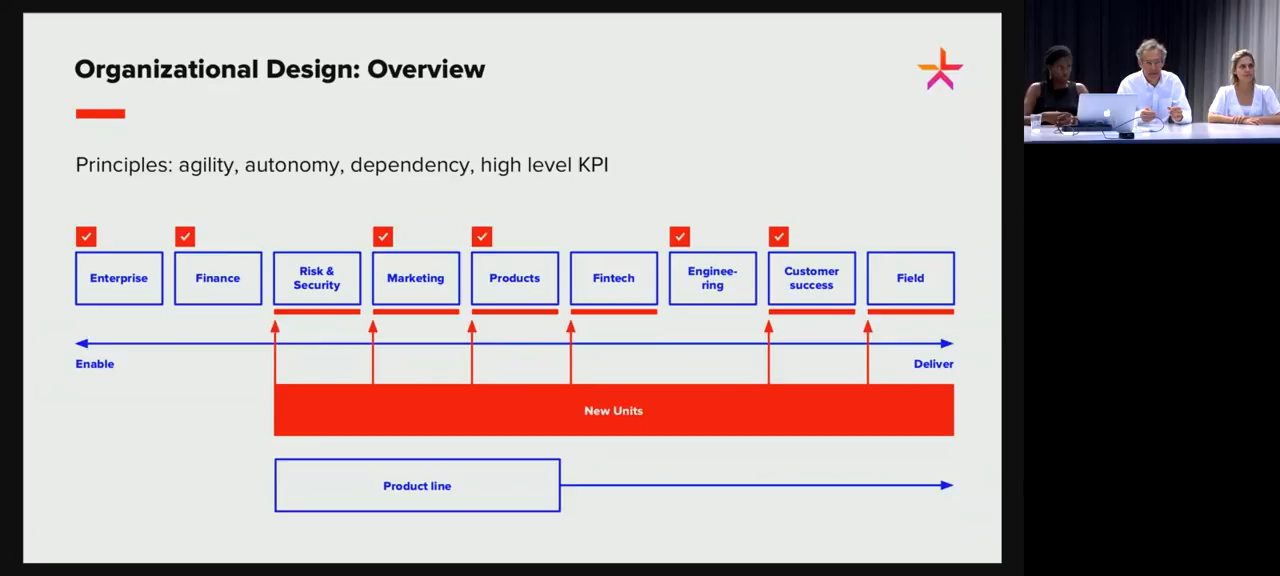 Organizational Design: Overview
Principles: agility, autonomy, dependency, high level KPI
Enterprise
Finance
Risk &
Security
Marketing
Products
Fintech
Enginee-
ring
Customer
success
Field
Enable
Deliver
New Units
Product line